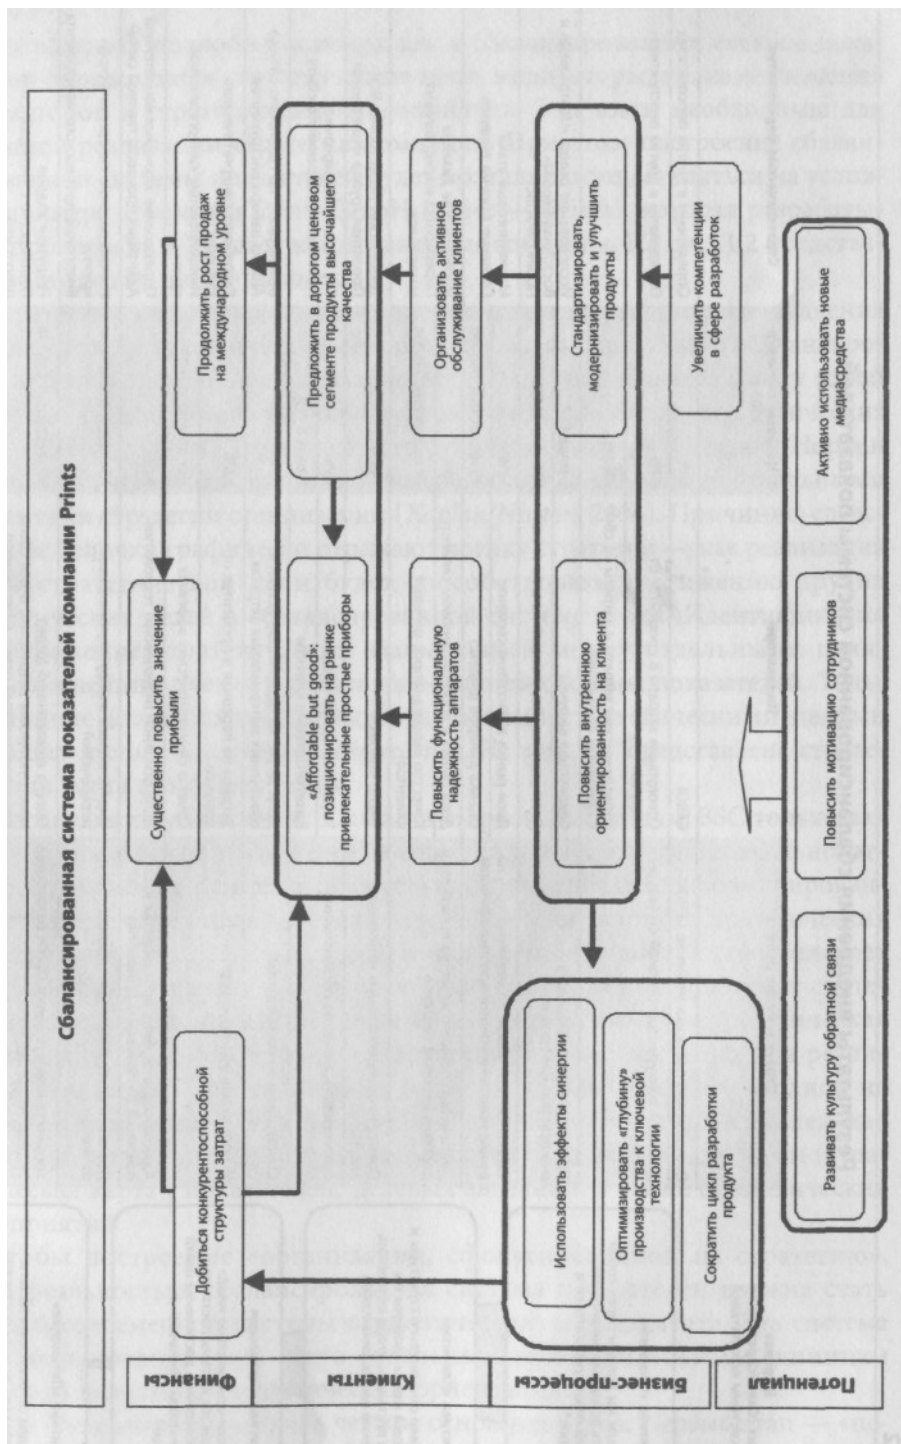 Сбалансированная система показателей компании Prints
Финансы
Добиться конкурентоспособной
структуры затрат
Существенно повысить значение
прибыли
Продолжить рост продаж
на международном уровне
Клиенты
«Affordable but goods»:
позиционировать на рынке
привлекательные простые приборы
Предложить в дорогом ценовом
сегменте продукты высочайшего
качества
Повысить функциональную
надежность аппаратов
Организовать активное
обслуживание клиентов
Бизнес-процессы
Использовать эффекты синергии
Оптимизировать «глубину»
производства к ключевой
технологии
Сократить цикл разработки
продукта
Повысить внутреннюю
ориентированность на клиента
Стандартизировать,
модернизировать и улучшить
продукты
Увеличить компетенции
в сфере разработок
Потенциал
Развивать культуру обратной связи
Повысить мотивацию сотрудников
Активно использовать новые
медиасредства